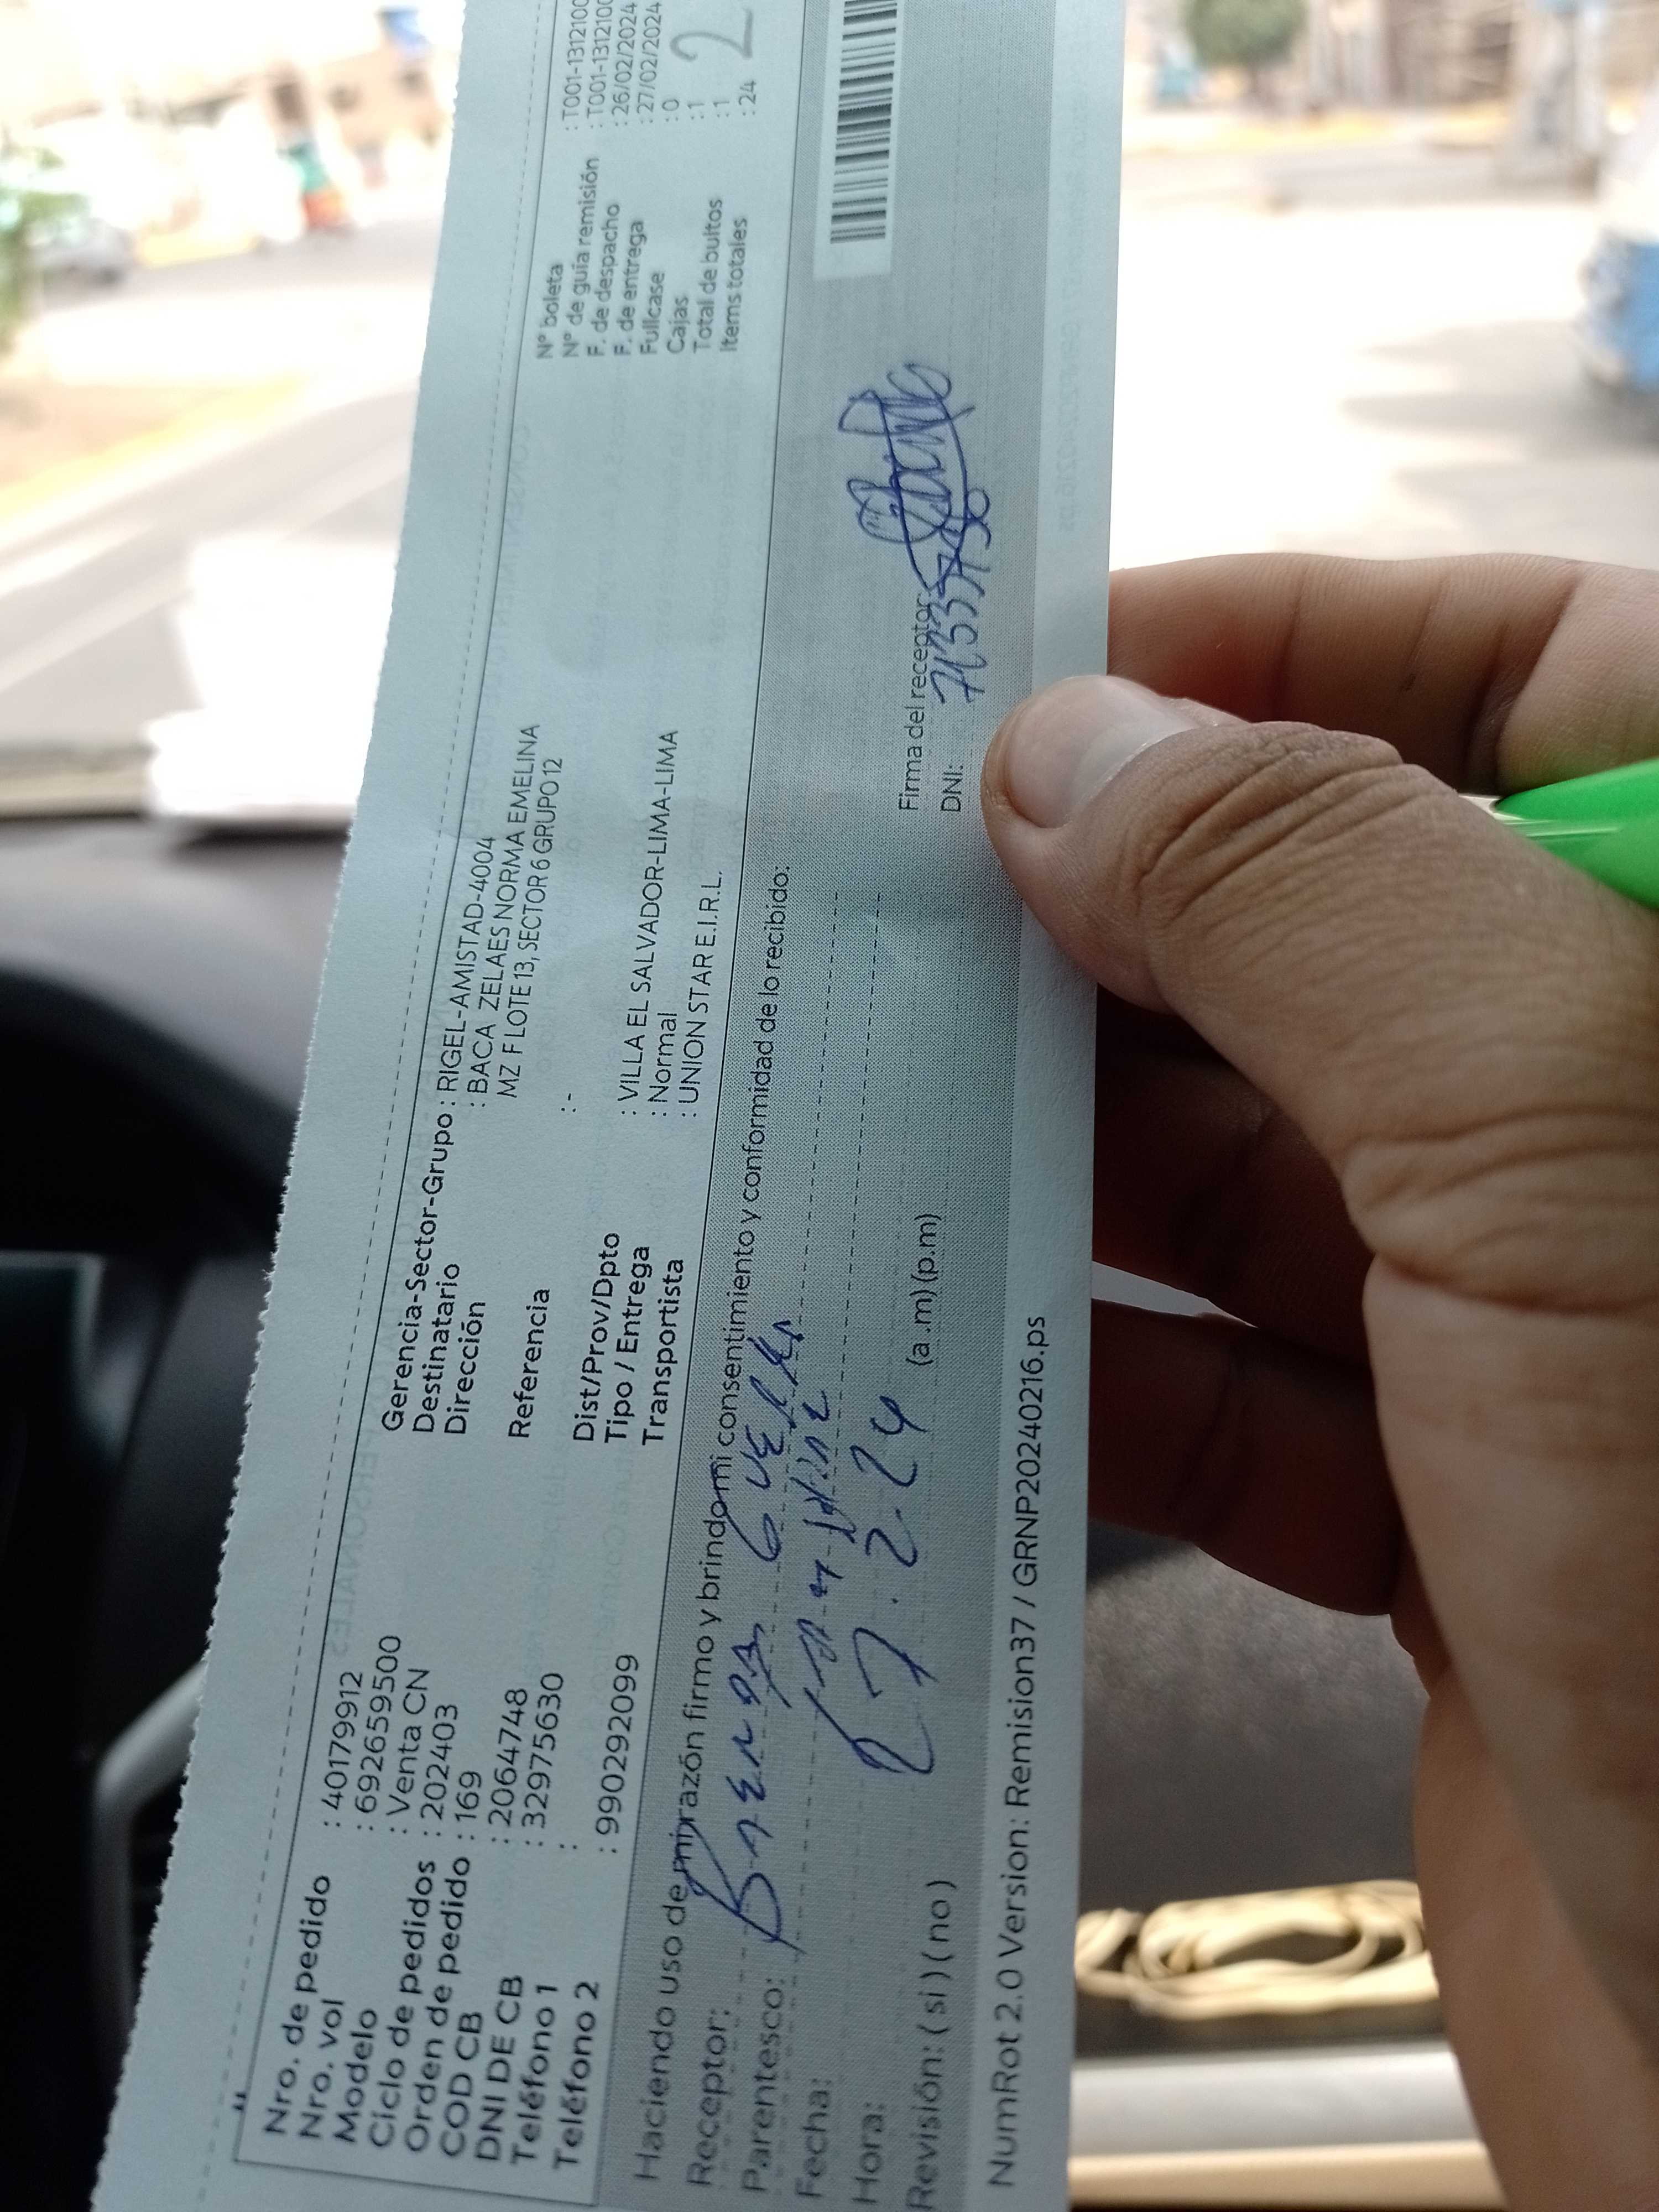 Nro. de pedido : 40179912
Nro. vol : 692659500
Modelo : Venta CN
Ciclo de pedidos : 202403
Orden de pedido : 169
COD CB : 2064748
DNI DE CB : 32975630
Teléfono 1 :
Teléfono 2 : 990292099
Gerencia-Sector-Grupo : RIGEL-AMISTAD-4004
Destinatario : BACA ZELAES NORMA EMELINA
Dirección MZ F LOTE 13, SECTOR 6 GRUPO 12
Referencia : -
Dist/Prov/Dpto : VILLA EL SALVADOR-LIMA-LIMA
Tipo / Entrega : Normal
Transportista : UNION STAR E.I.R.L.
N° boleta : T001-1312100
N° de guía remisión : T001-1312100
F. de despacho : 26/02/2024
F. de entrega : 27/02/2024
Fullcase : 0
Cajas : 1
Total de bultos : 1
Items totales : 24
2
Haciendo uso de mi razón firmo y brindo mi consentimiento y conformidad de lo recibido:
Receptor:
Parentesco:
Fecha: 27.2.24
Hora: (a.m) (p.m)
Revisión: (si) (no)
Firma del receptor:
DNI:
NumRot 2.0 Version: Remision37 / GRNP20240216.ps